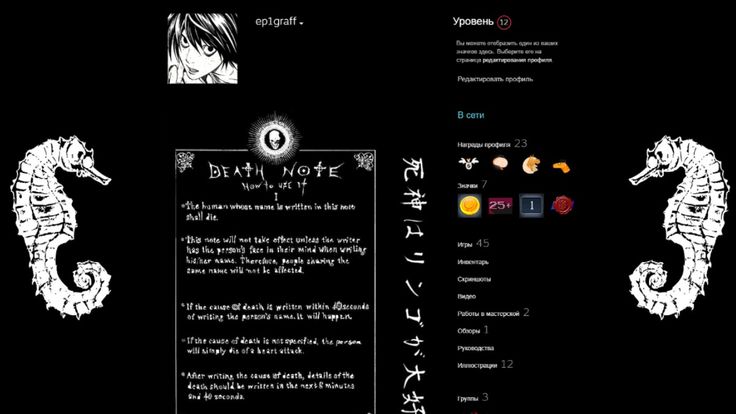 ep1graff
Уровень 12
Вы можете отобразить один из ваших
значков здесь. Выберите его на
странице редактирования профиля.
Редактировать профиль
В сети
Награды профиля 23
Значки 7
25+
1
Игры 45
Инвентарь
Скриншоты
Видео
Работы в мастерской 2
Обзоры 1
Руководства
Иллюстрации 12
Группы 3
DEATH NOTE
HOW TO USE IT
I
The human whose name is written in this note
shall die.
This note will not take effect unless the writer
has the person's face in their mind when writing
his/her name. Therefore, people sharing the
same name will not be affected.
If the cause of death is written within 40 seconds
of writing the person's name, it will happen.
If the cause of death is not specified, the person
will simply die of a heart attack.
After writing the cause of death, details of the
death should be written in the next 6 minutes
and 40 seconds.
死神はリンゴが大好